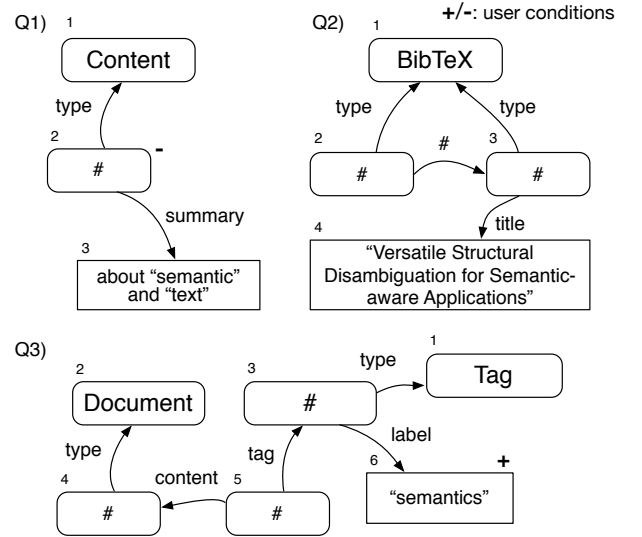 +/-: user conditions
Q1)
1
Content
type
2
#
-
summary
3
about “semantic”
and “text”
Q2)
1
BibTeX
type
type
2
#
#
3
#
title
4
“Versatile Structural
Disambiguation for Semantic-
aware Applications”
Q3)
1
Tag
type
2
Document
3
#
type
tag
label
content
4
#
5
#
6
+
“semantics”